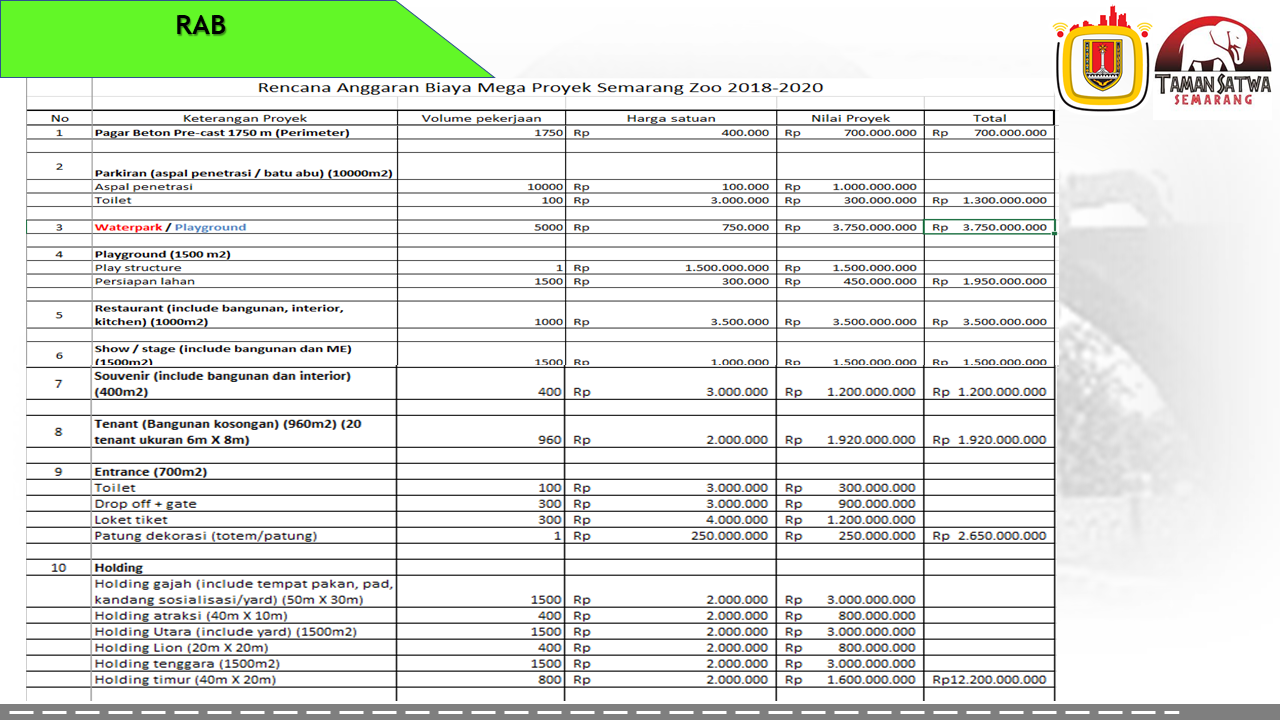 RAB
TAMAN SATWA
SEMARANG
Rencana Anggaran Biaya Mega Proyek Semarang Zoo 2018-2020
No Keterangan Proyek Volume pekerjaan Harga satuan Nilai Proyek Total
1 Pagar Beton Pre-cast 1750 m (Perimeter) 1750 Rp 400.000 Rp 700.000.000 Rp 700.000.000
2 Parkiran (aspal penetrasi / batu abu) (10000m2)
Aspal penetrasi 10000 Rp 100.000 Rp 1.000.000.000
Toilet 100 Rp 3.000.000 Rp 300.000.000 Rp 1.300.000.000
3 Waterpark / Playground 5000 Rp 750.000 Rp 3.750.000.000 Rp 3.750.000.000
4 Playground (1500 m2)
Play structure 1 Rp 1.500.000.000 Rp 1.500.000.000
Persiapan lahan 1500 Rp 300.000 Rp 450.000.000 Rp 1.950.000.000
5 Restaurant (include bangunan, interior,
kitchen) (1000m2) 1000 Rp 3.500.000 Rp 3.500.000.000 Rp 3.500.000.000
6 Show / stage (include bangunan dan ME)
(1500m2) 1500 Rp 1.000.000 Rp 1.500.000.000 Rp 1.500.000.000
7 Souvenir (include bangunan dan interior)
(400m2) 400 Rp 3.000.000 Rp 1.200.000.000 Rp 1.200.000.000
8 Tenant (Bangunan kosongan) (960m2) (20
tenant ukuran 6m X 8m) 960 Rp 2.000.000 Rp 1.920.000.000 Rp 1.920.000.000
9 Entrance (700m2)
Toilet 100 Rp 3.000.000 Rp 300.000.000
Drop off + gate 300 Rp 3.000.000 Rp 900.000.000
Loket tiket 300 Rp 4.000.000 Rp 1.200.000.000
Patung dekorasi (totem/patung) 1 Rp 250.000.000 Rp 250.000.000 Rp 2.650.000.000
10 Holding
Holding gajah (include tempat pakan, pad,
kandang sosialisasi/yard) (50m X 30m) 1500 Rp 2.000.000 Rp 3.000.000.000
Holding atraksi (40m X 10m) 400 Rp 2.000.000 Rp 800.000.000
Holding Utara (include yard) (1500m2) 1500 Rp 2.000.000 Rp 3.000.000.000
Holding Lion (20m X 20m) 400 Rp 2.000.000 Rp 800.000.000
Holding tenggara (1500m2) 1500 Rp 2.000.000 Rp 3.000.000.000
Holding timur (40m X 20m) 800 Rp 2.000.000 Rp 1.600.000.000 Rp12.200.000.000